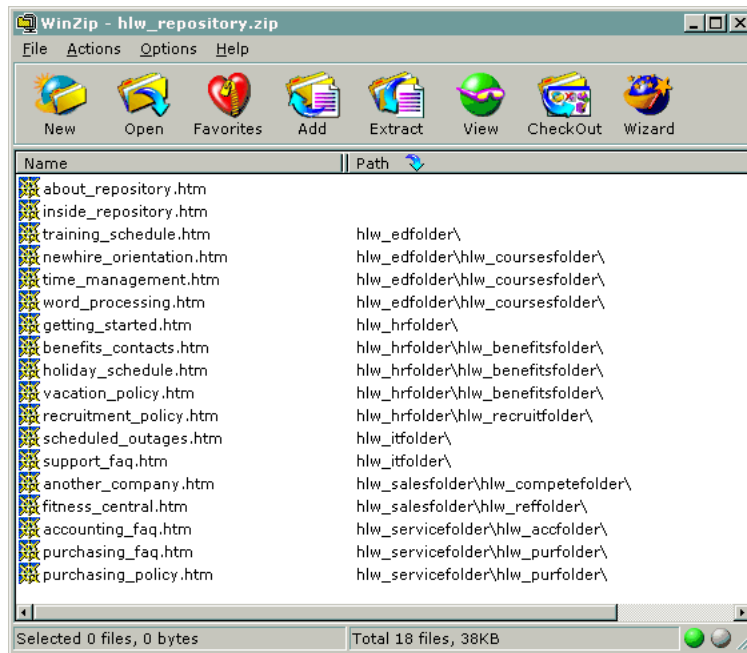 WinZip - hlw_repository.zip
File Actions Options Help
New Open Favorites Add Extract View CheckOut Wizard
Name Path
about_repository.htm
inside_repository.htm
training_schedule.htm hlw_edfolder\
newhire_orientation.htm hlw_edfolder\hlw_coursesfolder\
time_management.htm hlw_edfolder\hlw_coursesfolder\
word_processing.htm hlw_edfolder\hlw_coursesfolder\
getting_started.htm hlw_hrfolder\
benefits_contacts.htm hlw_hrfolder\hlw_benefitsfolder\
holiday_schedule.htm hlw_hrfolder\hlw_benefitsfolder\
vacation_policy.htm hlw_hrfolder\hlw_benefitsfolder\
recruitment_policy.htm hlw_hrfolder\hlw_recruitfolder\
scheduled_outages.htm hlw_itfolder\
support_faq.htm hlw_itfolder\
another_company.htm hlw_salesfolder\hlw_competefolder\
fitness_central.htm hlw_salesfolder\hlw_reffolder\
accounting_faq.htm hlw_servicefolder\hlw_accfolder\
purchasing_faq.htm hlw_servicefolder\hlw_purfolder\
purchasing_policy.htm hlw_servicefolder\hlw_purfolder\
Selected 0 files, 0 bytes Total 18 files, 38KB